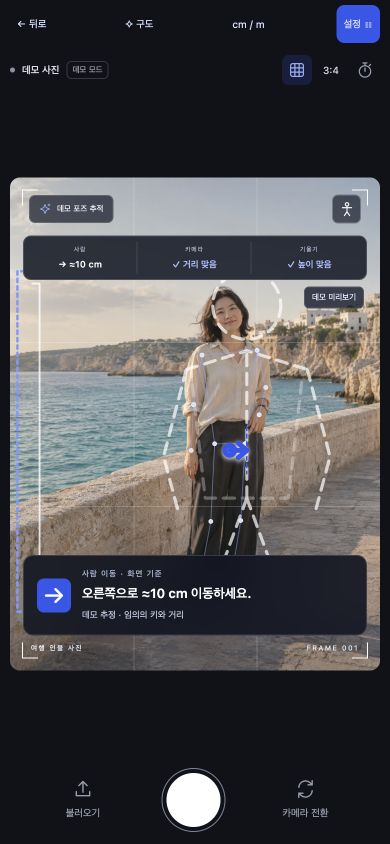 ← 뒤로
구도
cm / m
설정
데모 사진
데모 모드
3:4
데모 포즈 추적
사람
→ ≈10 cm
카메라
✓ 거리 맞음
기울기
✓ 높이 맞음
데모 미리보기
사람 이동 · 화면 기준
오른쪽으로 ≈10 cm 이동하세요.
데모 추정 · 임의의 키와 거리
여행 인물 사진
FRAME 001
불러오기
카메라 전환